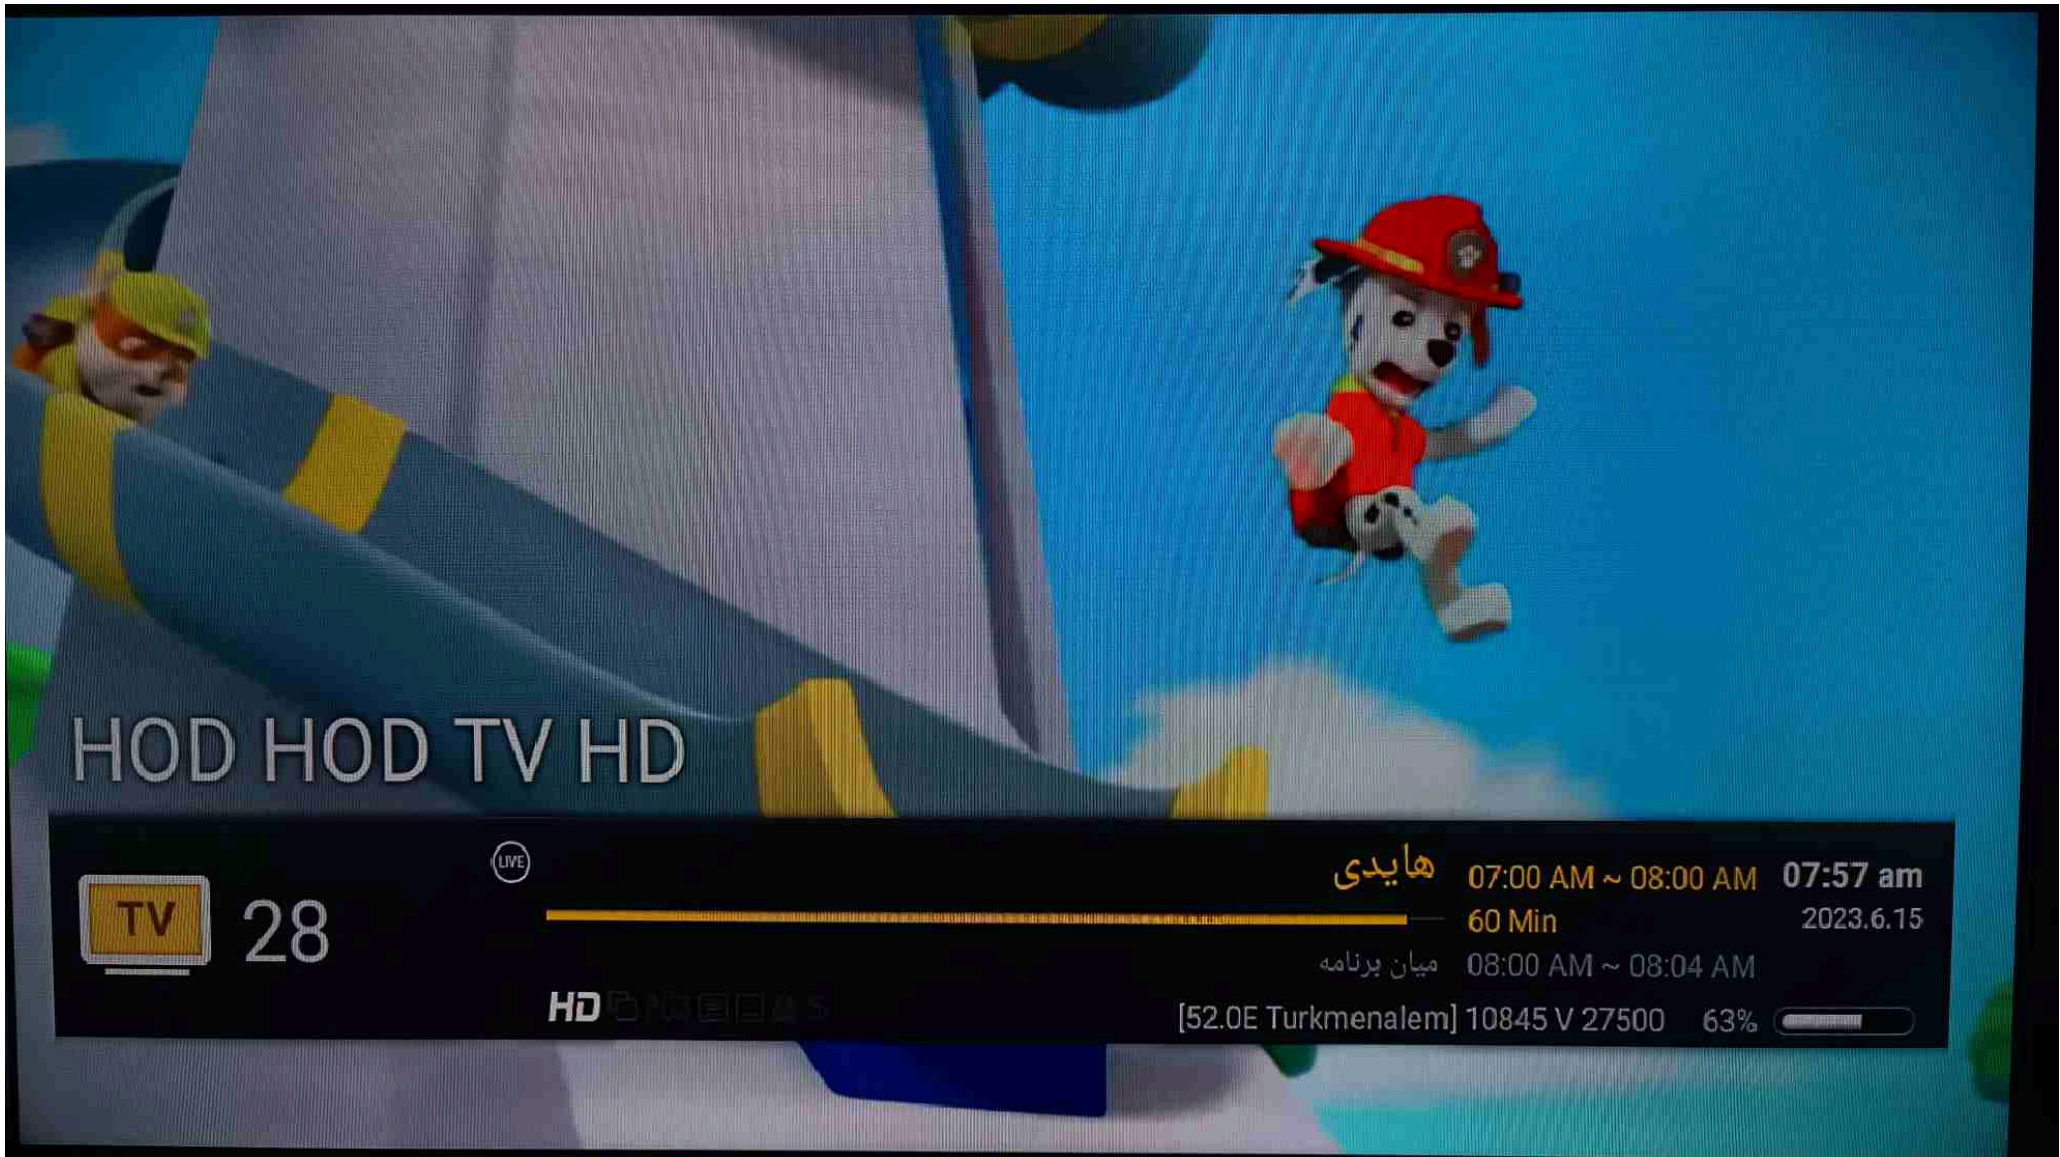 HOD HOD TV HD
LIVE
هایدی 07:00 AM ~ 08:00 AM 07:57 am
TV 28
60 Min 2023.6.15
میان برنامه 08:00 AM ~ 08:04 AM
HD
[52.0E Turkmenalem] 10845 V 27500 63%